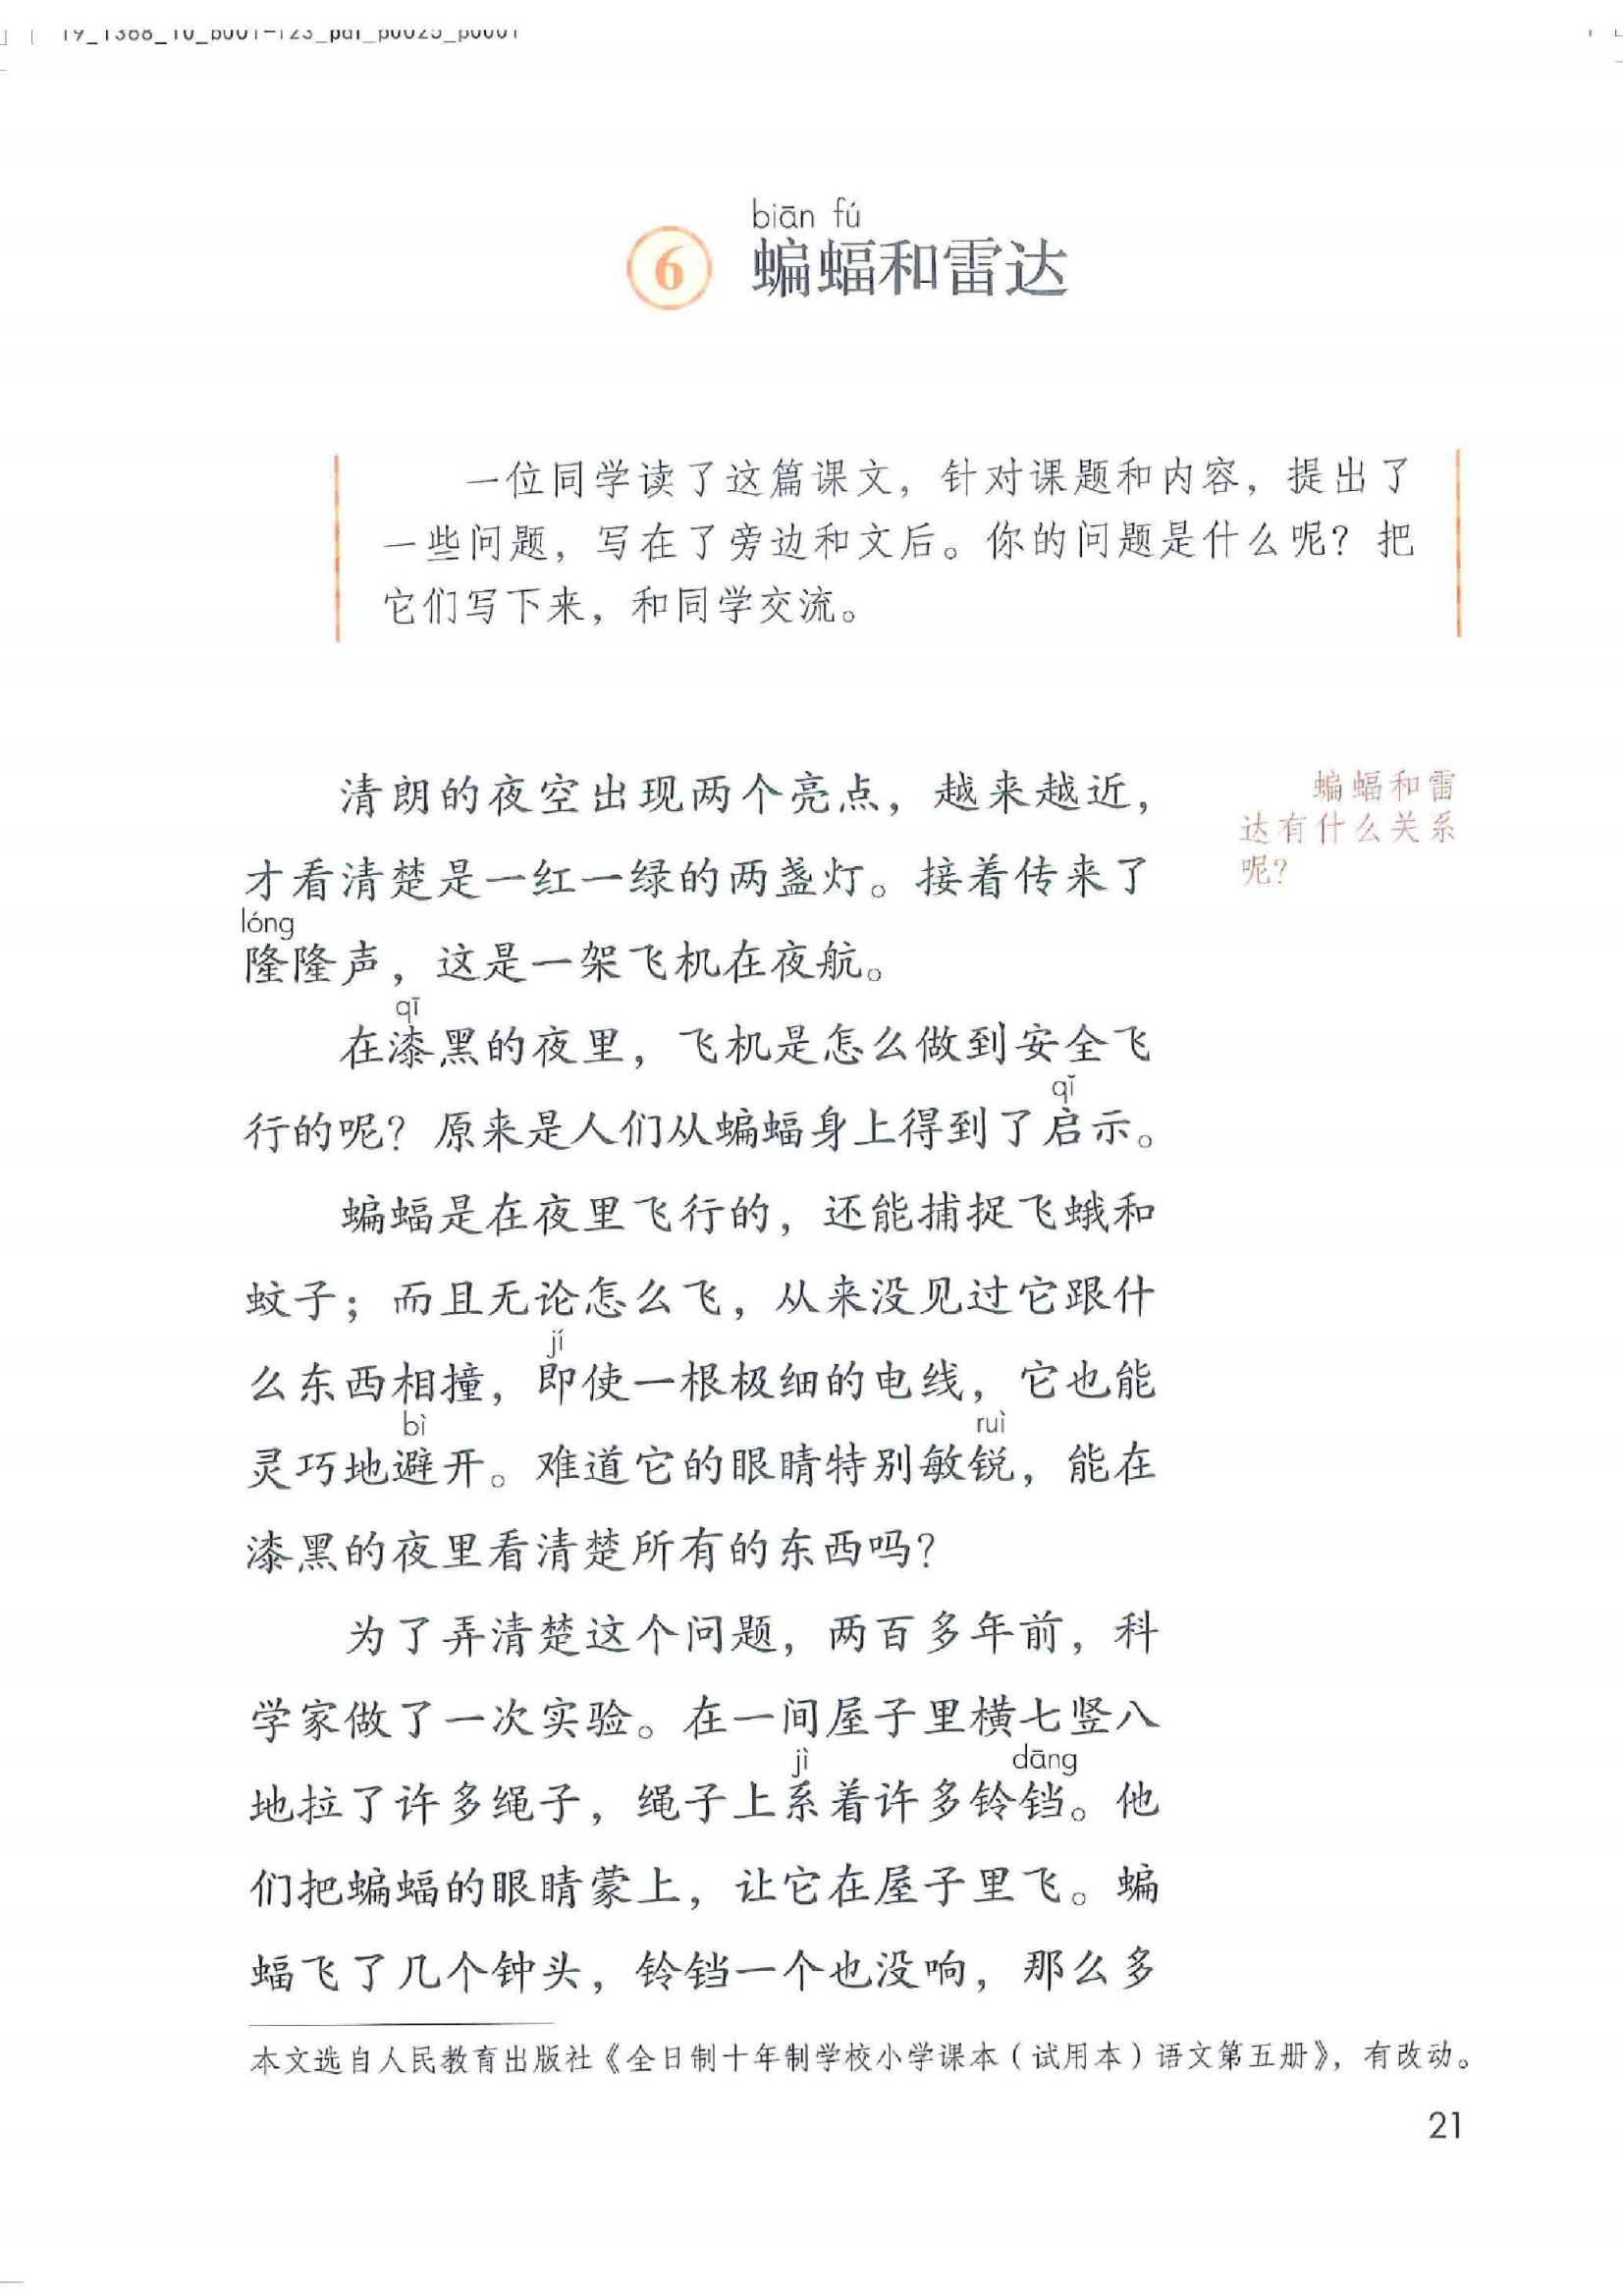 biān fú
6 蝙蝠和雷达
一位同学读了这篇课文，针对课题和内容，提出了
一些问题，写在了旁边和文后。你的问题是什么呢？把
它们写下来，和同学交流。
清朗的夜空出现两个亮点，越来越近，
才看清楚是一红一绿的两盏灯。接着传来了
lóng
隆隆声，这是一架飞机在夜航。
qī
在漆黑的夜里，飞机是怎么做到安全飞
qǐ
行的呢？原来是人们从蝙蝠身上得到了启示。
蝙蝠是在夜里飞行的，还能捕捉飞蛾和
蚊子；而且无论怎么飞，从来没见过它跟什
jí
么东西相撞，即使一根极细的电线，它也能
bì ruì
灵巧地避开。难道它的眼睛特别敏锐，能在
漆黑的夜里看清楚所有的东西吗？
为了弄清楚这个问题，两百多年前，科
学家做了一次实验。在一间屋子里横七竖八
jì dāng
地拉了许多绳子，绳子上系着许多铃铛。他
们把蝙蝠的眼睛蒙上，让它在屋子里飞。蝙
蝠飞了几个钟头，铃铛一个也没响，那么多
蝙蝠和雷
达有什么关系
呢？
本文选自人民教育出版社《全日制十年制学校小学课本（试用本）语文第五册》，有改动。
21